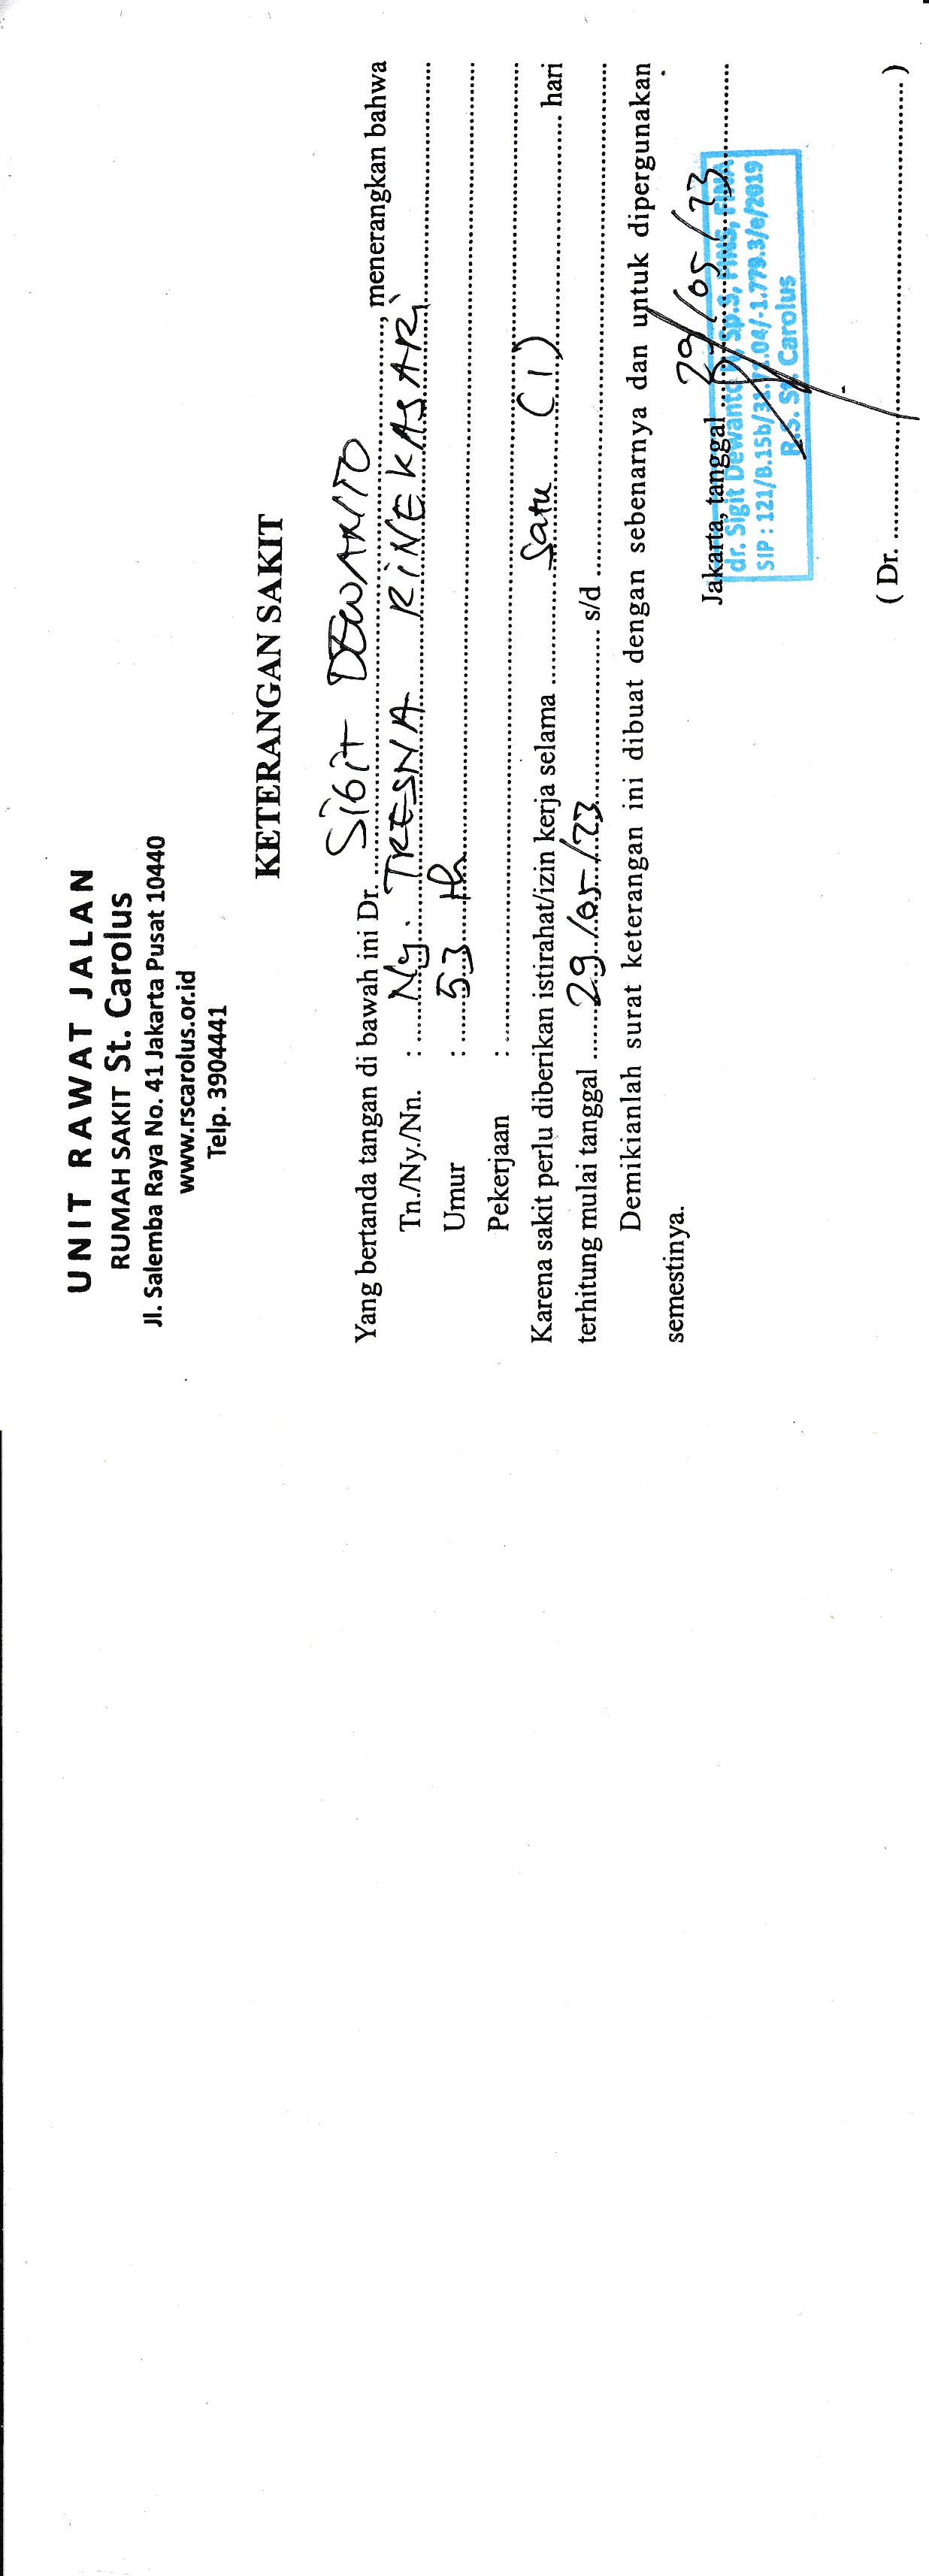 UNIT RAWAT JALAN
RUMAH SAKIT St. Carolus
Jl. Salemba Raya No. 41 Jakarta Pusat 10440
www.rscarolus.or.id
Telp. 3904441
KETERANGAN SAKIT
Yang bertanda tangan di bawah ini Dr. Sigit DEWANTO, menerangkan bahwa
Tn./Ny./Nn. : Ny. TRESNA RINEKASARI
Umur : 53 th
Pekerjaan :
Karena sakit perlu diberikan istirahat/izin kerja selama Satu (1) hari
terhitung mulai tanggal 29/05/23 s/d
Demikianlah surat keterangan ini dibuat dengan sebenarnya dan untuk dipergunakan
semestinya.
Jakarta, tanggal 29/05/23
dr. Sigit Dewanto Sp.S, FINS, FINA
SIP : 121/B.15b/31.71.04/-1.779.3/e/2019
R.S. St. Carolus
( Dr. )